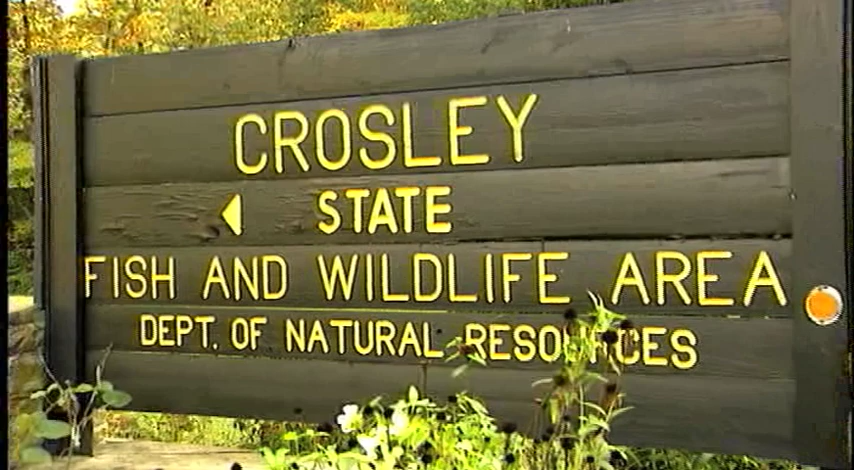 CROSLEY
STATE
FISH AND WILDLIFE AREA
DEPT. OF NATURAL RESOURCES